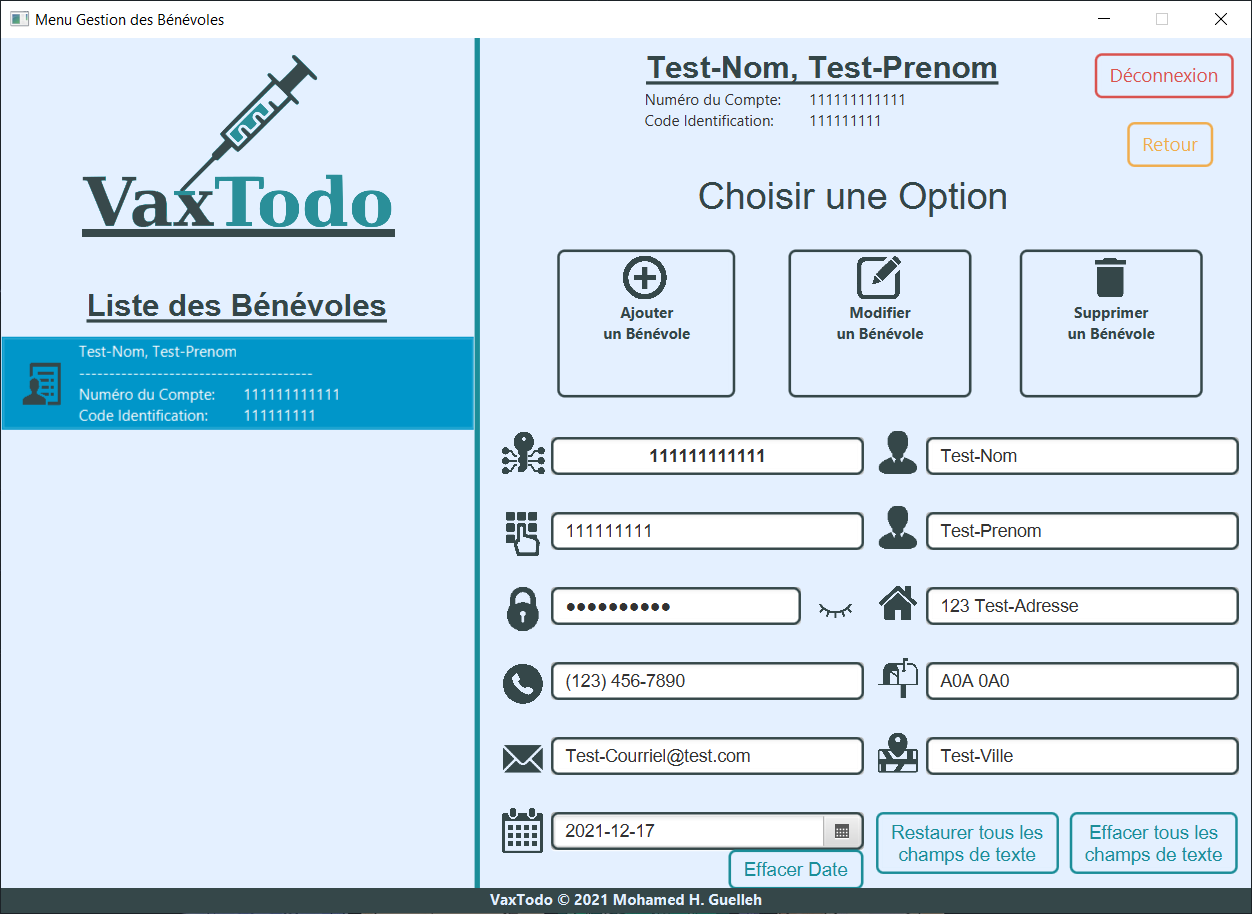 Menu Gestion des Bénévoles
VaxTodo
Liste des Bénévoles
Test-Nom, Test-Prenom
---------------------------------------
Numéro du Compte: 111111111111
Code Identification: 111111111
Test-Nom, Test-Prenom
Numéro du Compte: 111111111111
Code Identification: 111111111
Déconnexion
Retour
Choisir une Option
Ajouter
un Bénévole
Modifier
un Bénévole
Supprimer
un Bénévole
111111111111
Test-Nom
111111111
Test-Prenom
●●●●●●●●●●
123 Test-Adresse
(123) 456-7890
A0A 0A0
Test-Courriel@test.com
Test-Ville
2021-12-17
Effacer Date
Restaurer tous les
champs de texte
Effacer tous les
champs de texte
VaxTodo © 2021 Mohamed H. Guelleh